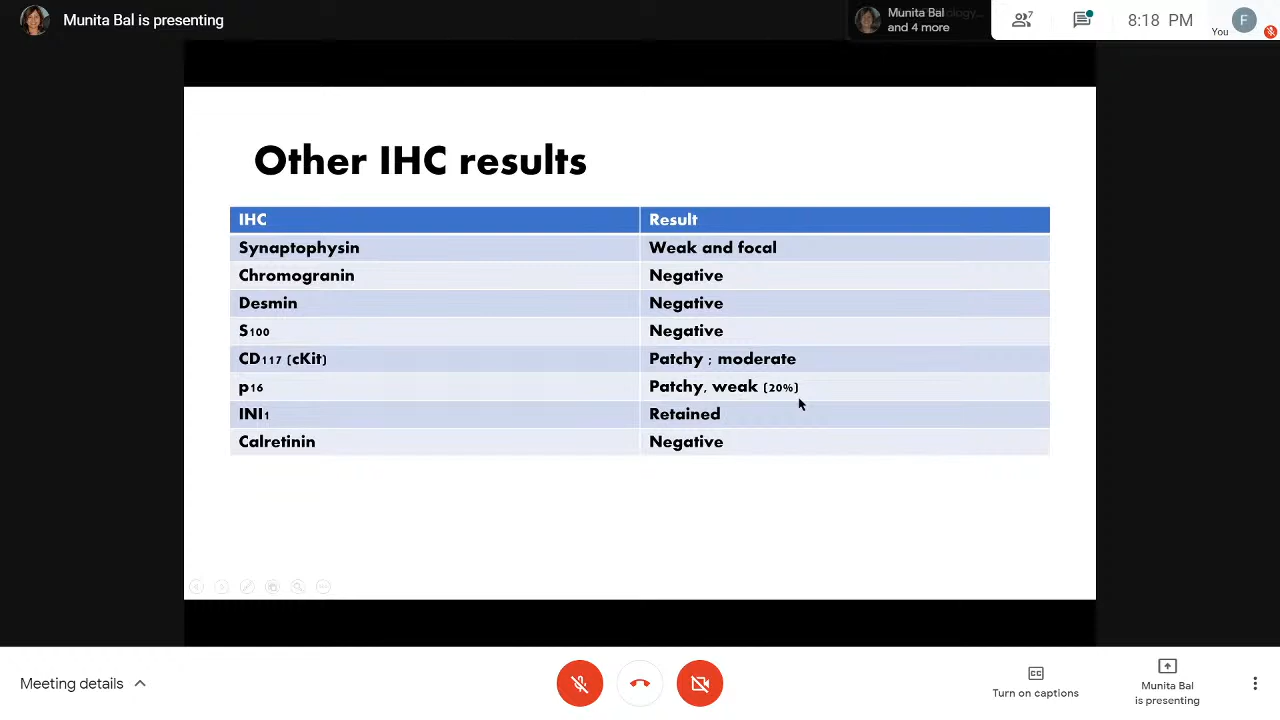 Munita Bal is presenting
Munita Bal
and 4 more
7
8:18 PM
You
F
Other IHC results
IHC Result
Synaptophysin Weak and focal
Chromogranin Negative
Desmin Negative
S100 Negative
CD117 (cKit) Patchy ; moderate
p16 Patchy, weak (20%)
INI1 Retained
Calretinin Negative
Meeting details
CC
Turn on captions
Munita Bal
is presenting